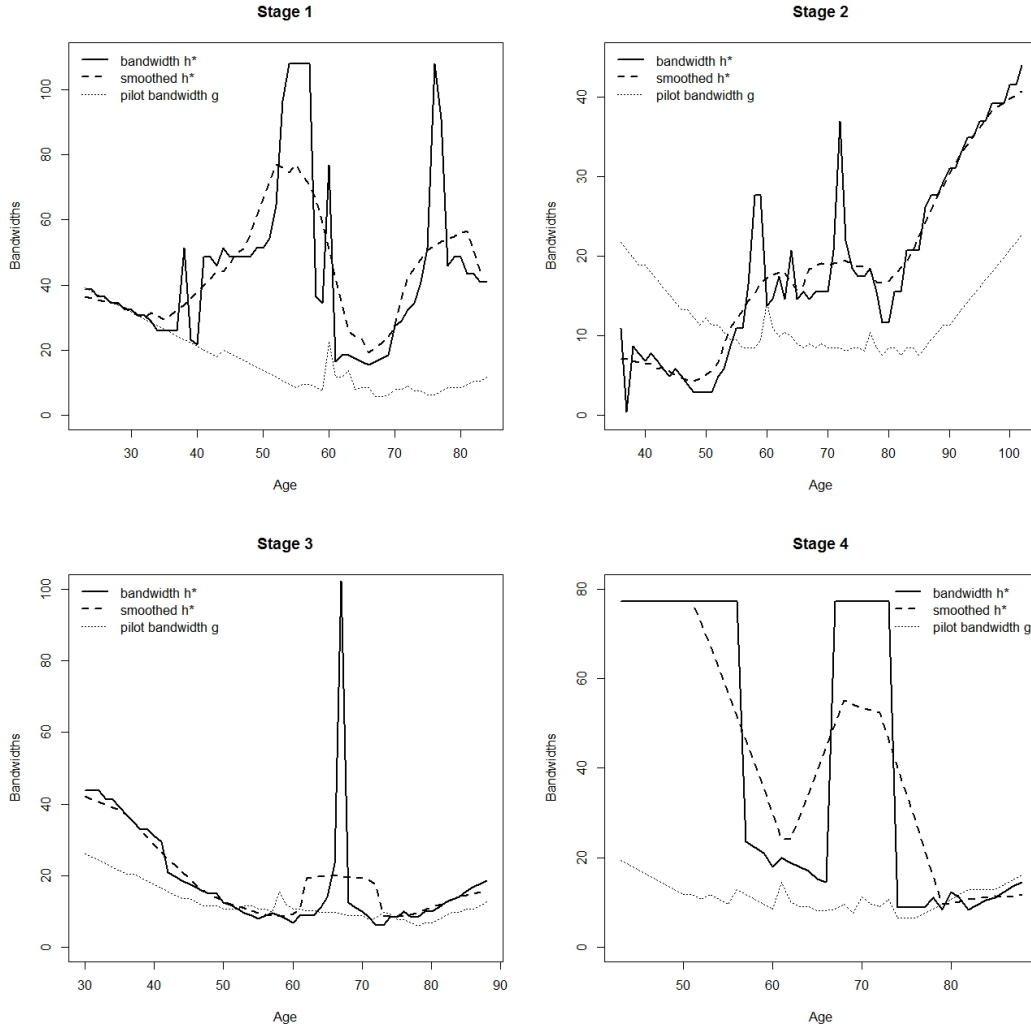 Stage 1
bandwidth h*
smoothed h*
pilot bandwidth g
Bandwidths
0 20 40 60 80 100
30 40 50 60 70 80
Age
Stage 2
bandwidth h*
smoothed h*
pilot bandwidth g
Bandwidths
0 10 20 30 40
40 50 60 70 80 90 100
Age
Stage 3
bandwidth h*
smoothed h*
pilot bandwidth g
Bandwidths
0 20 40 60 80 100
30 40 50 60 70 80 90
Age
Stage 4
bandwidth h*
smoothed h*
pilot bandwidth g
Bandwidths
0 20 40 60 80
50 60 70 80
Age